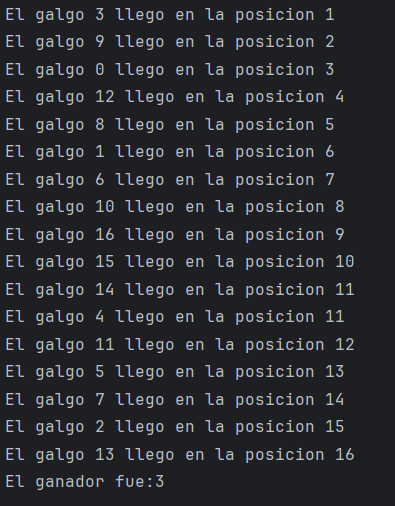 El galgo 3 llego en la posicion 1
El galgo 9 llego en la posicion 2
El galgo 0 llego en la posicion 3
El galgo 12 llego en la posicion 4
El galgo 8 llego en la posicion 5
El galgo 1 llego en la posicion 6
El galgo 6 llego en la posicion 7
El galgo 10 llego en la posicion 8
El galgo 16 llego en la posicion 9
El galgo 15 llego en la posicion 10
El galgo 14 llego en la posicion 11
El galgo 4 llego en la posicion 11
El galgo 11 llego en la posicion 12
El galgo 5 llego en la posicion 13
El galgo 7 llego en la posicion 14
El galgo 2 llego en la posicion 15
El galgo 13 llego en la posicion 16
El ganador fue:3